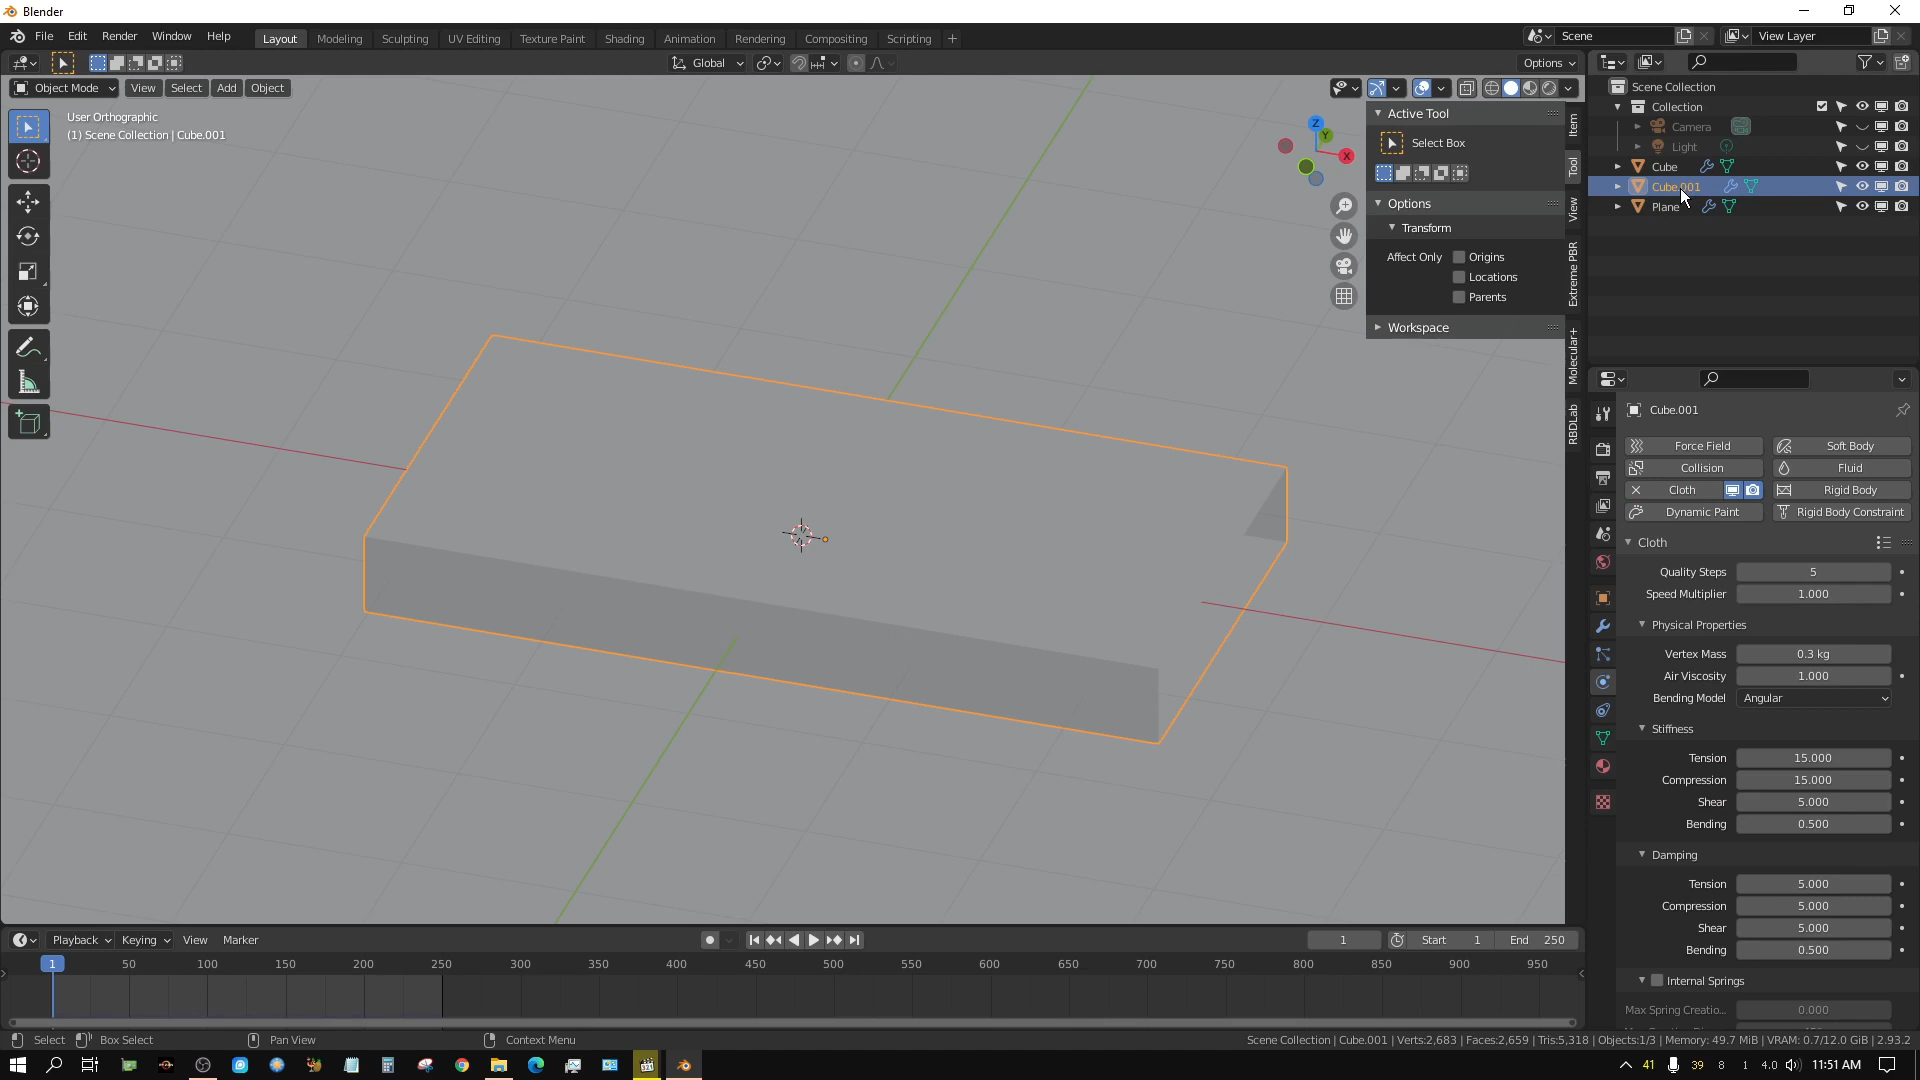 Blender
File Edit Render Window Help
Layout Modeling Sculpting UV Editing Texture Paint Shading Animation Rendering Compositing Scripting +
Scene
View Layer
Global
Options
Object Mode View Select Add Object
User Orthographic
(1) Scene Collection | Cube.001
Z
Y
X
Active Tool
Select Box
Options
Transform
Affect Only Origins
Locations
Parents
Workspace
Item
Tool
View
Extreme PBR
Molecular+
RBDLab
Scene Collection
Collection
Camera
Light
Cube
Cube.001
Plane
Cube.001
Force Field Soft Body
Collision Fluid
Cloth Rigid Body
Dynamic Paint Rigid Body Constraint
Cloth
Quality Steps 5
Speed Multiplier 1.000
Physical Properties
Vertex Mass 0.3 kg
Air Viscosity 1.000
Bending Model Angular
Stiffness
Tension 15.000
Compression 15.000
Shear 5.000
Bending 0.500
Damping
Tension 5.000
Compression 5.000
Shear 5.000
Bending 0.500
Internal Springs
Max Spring Creatio... 0.000
Playback Keying View Marker
1 Start 1 End 250
1 50 100 150 200 250 300 350 400 450 500 550 600 650 700 750 800 850 900 950
Select Box Select Pan View Context Menu
Scene Collection | Cube.001 | Verts:2,683 | Faces:2,659 | Tris:5,318 | Objects:1/3 | Memory: 49.7 MiB | VRAM: 0.7/12.0 GiB | 2.93.2
41 39 8 1 4.0 11:51 AM